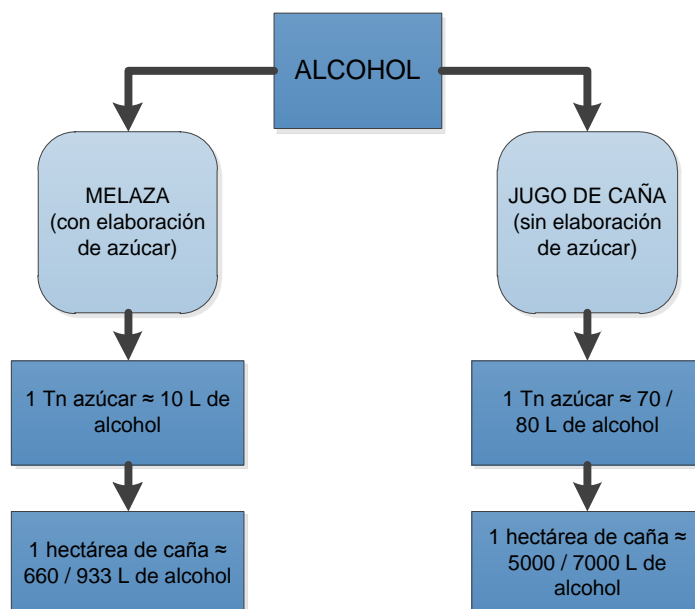 ALCOHOL
MELAZA
(con elaboración
de azúcar)
JUGO DE CAÑA
(sin elaboración
de azúcar)
1 Tn azúcar ≈ 10 L de
alcohol
1 Tn azúcar ≈ 70 /
80 L de alcohol
1 hectárea de caña ≈
660 / 933 L de alcohol
1 hectárea de caña ≈
5000 / 7000 L de
alcohol